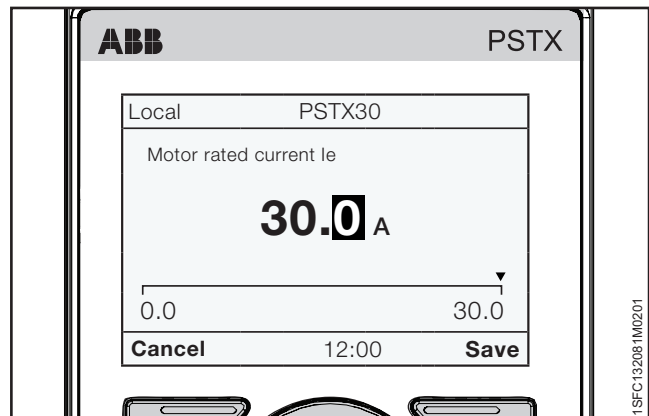 ABB PSTX
Local PSTX30
Motor rated current Ie
30.0 A
0.0 30.0
Cancel 12:00 Save
1SFC132081M0201